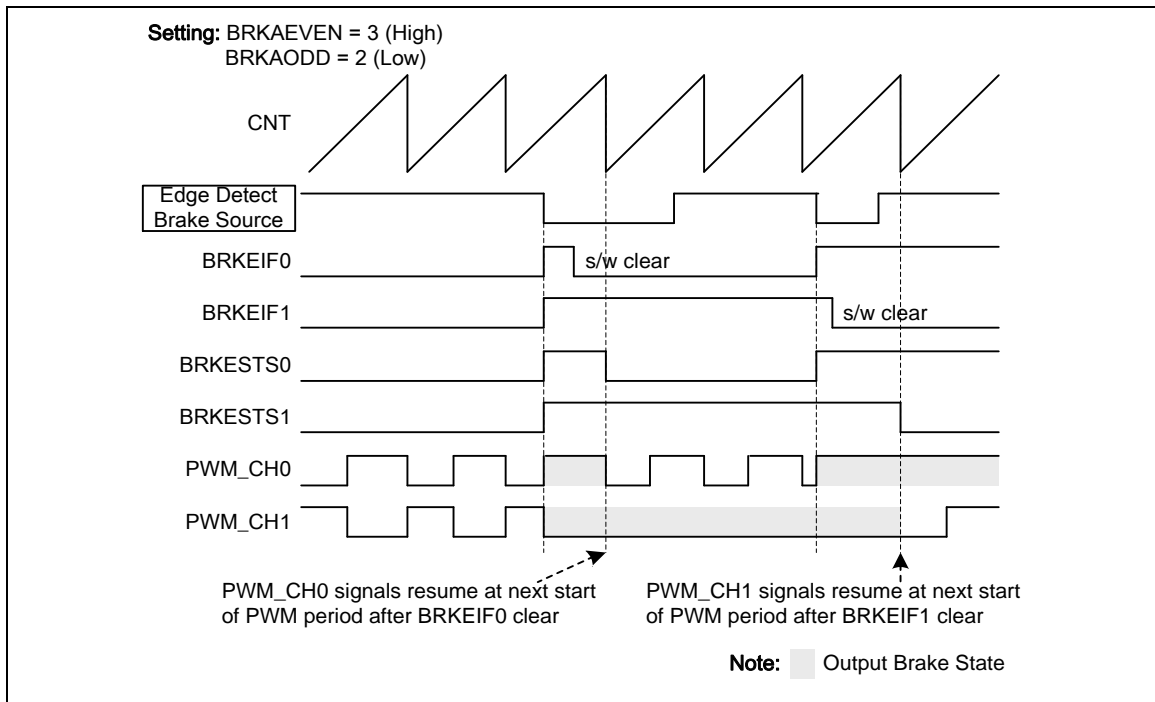 Setting: BRKAEVEN = 3 (High)
BRKAODD = 2 (Low)
CNT
Edge Detect
Brake Source
BRKEIF0
s/w clear
BRKEIF1
s/w clear
BRKESTS0
BRKESTS1
PWM_CH0
PWM_CH1
PWM_CH0 signals resume at next start
of PWM period after BRKEIF0 clear
PWM_CH1 signals resume at next start
of PWM period after BRKEIF1 clear
Note: Output Brake State